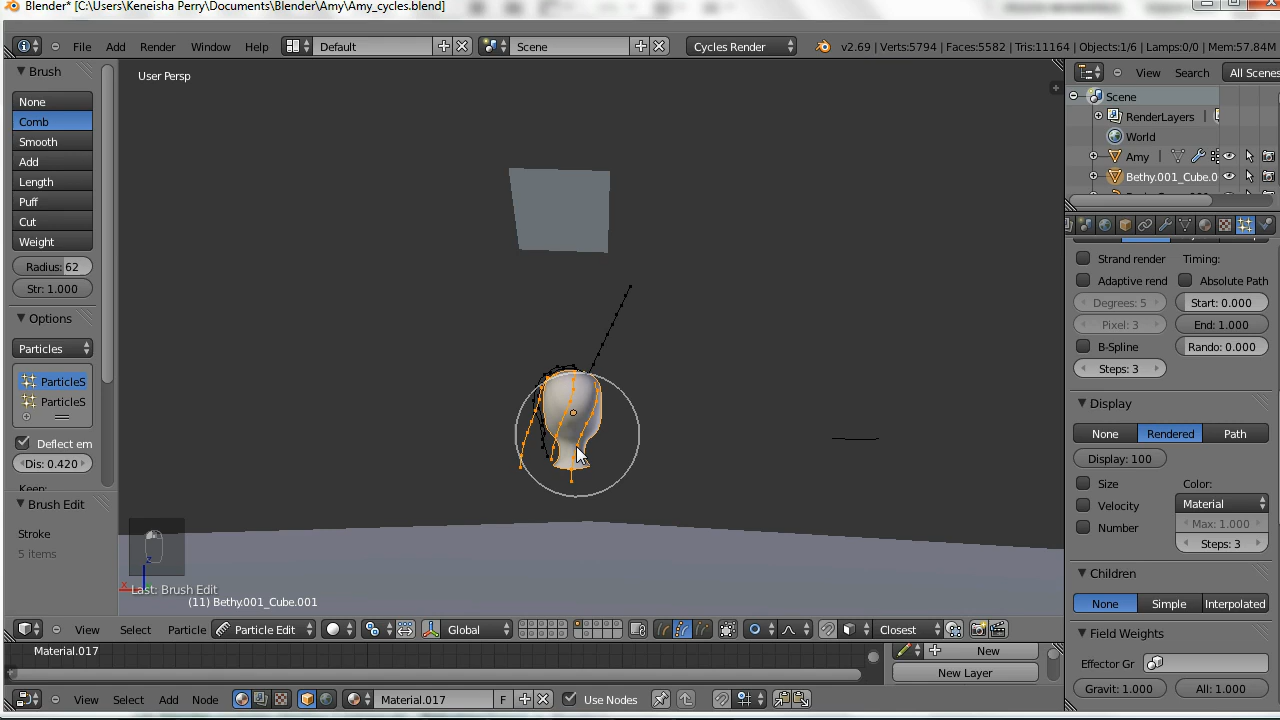 Blender* [C:\Users\Keneisha Perry\Documents\Blender\Amy\Amy_cycles.blend]
File Add Render Window Help Default Scene Cycles Render v2.69 | Verts:5794 | Faces:5582 | Tris:11164 | Objects:1/6 | Lamps:0/0 | Mem:57.84M
Brush
None
Comb
Smooth
Add
Length
Puff
Cut
Weight
Radius: 62
Str: 1.000
Options
Particles
ParticleS
ParticleS
Deflect em
Dis: 0.420
Keep:
Brush Edit
Stroke
5 items
User Persp
z
x
Last: Brush Edit
(11) Bethy.001_Cube.001
View Select Particle Particle Edit Global Closest
Material.017
New
New Layer
View Select Add Node Material.017 F Use Nodes
View Search All Scenes
Scene
RenderLayers |
World
Amy |
Bethy.001_Cube.0
Strand render Timing:
Adaptive rend Absolute Path
Degrees: 5 Start: 0.000
Pixel: 3 End: 1.000
B-Spline Rando: 0.000
Steps: 3
Display
None Rendered Path
Display: 100
Size Color:
Velocity Material
Number Max: 1.000
Steps: 3
Children
None Simple Interpolated
Field Weights
Effector Gr
Gravit: 1.000 All: 1.000